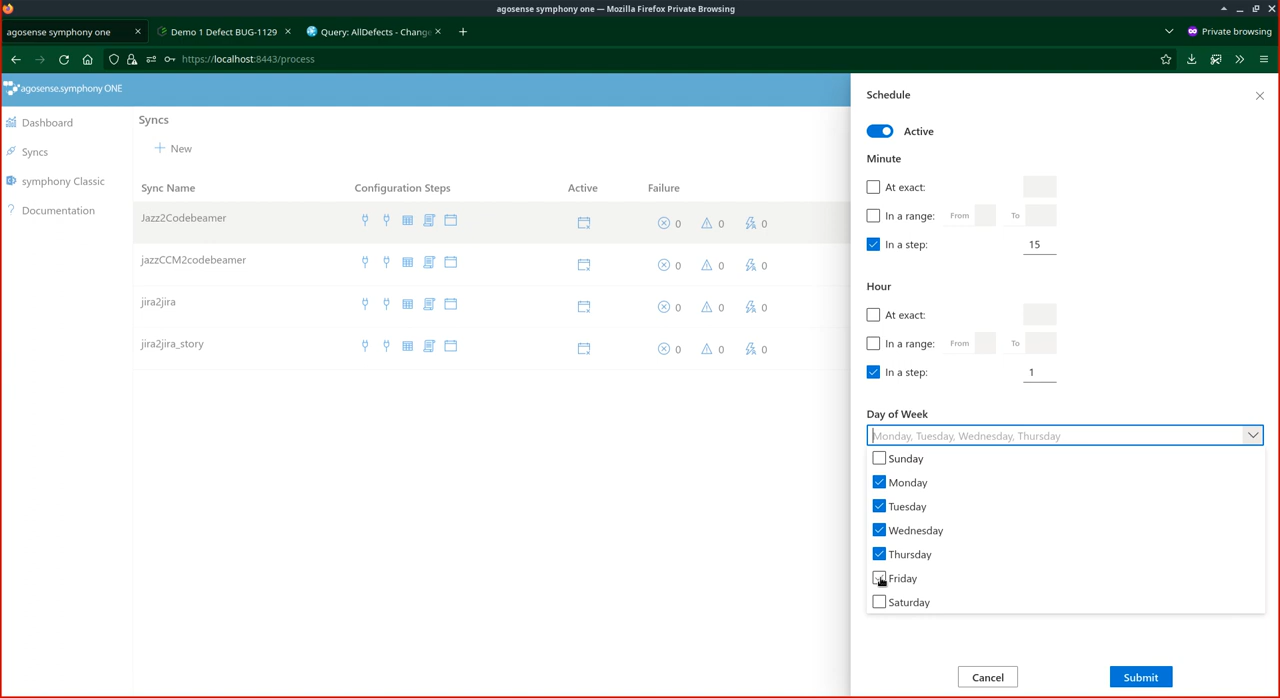 agosense symphony one — Mozilla Firefox Private Browsing
agosense symphony one
Demo 1 Defect BUG-1129
Query: AllDefects - Change
Private browsing
https://localhost:8443/process
agosense.symphony ONE
Dashboard
Syncs
symphony Classic
Documentation
Syncs
New
Sync Name Configuration Steps Active Failure
Jazz2Codebeamer 0 0 0
jazzCCM2codebeamer 0 0 0
jira2jira 0 0 0
jira2jira_story 0 0 0
Schedule
Active
Minute
At exact:
In a range: From To
In a step: 15
Hour
At exact:
In a range: From To
In a step: 1
Day of Week
Monday, Tuesday, Wednesday, Thursday
Sunday
Monday
Tuesday
Wednesday
Thursday
Friday
Saturday
Cancel Submit